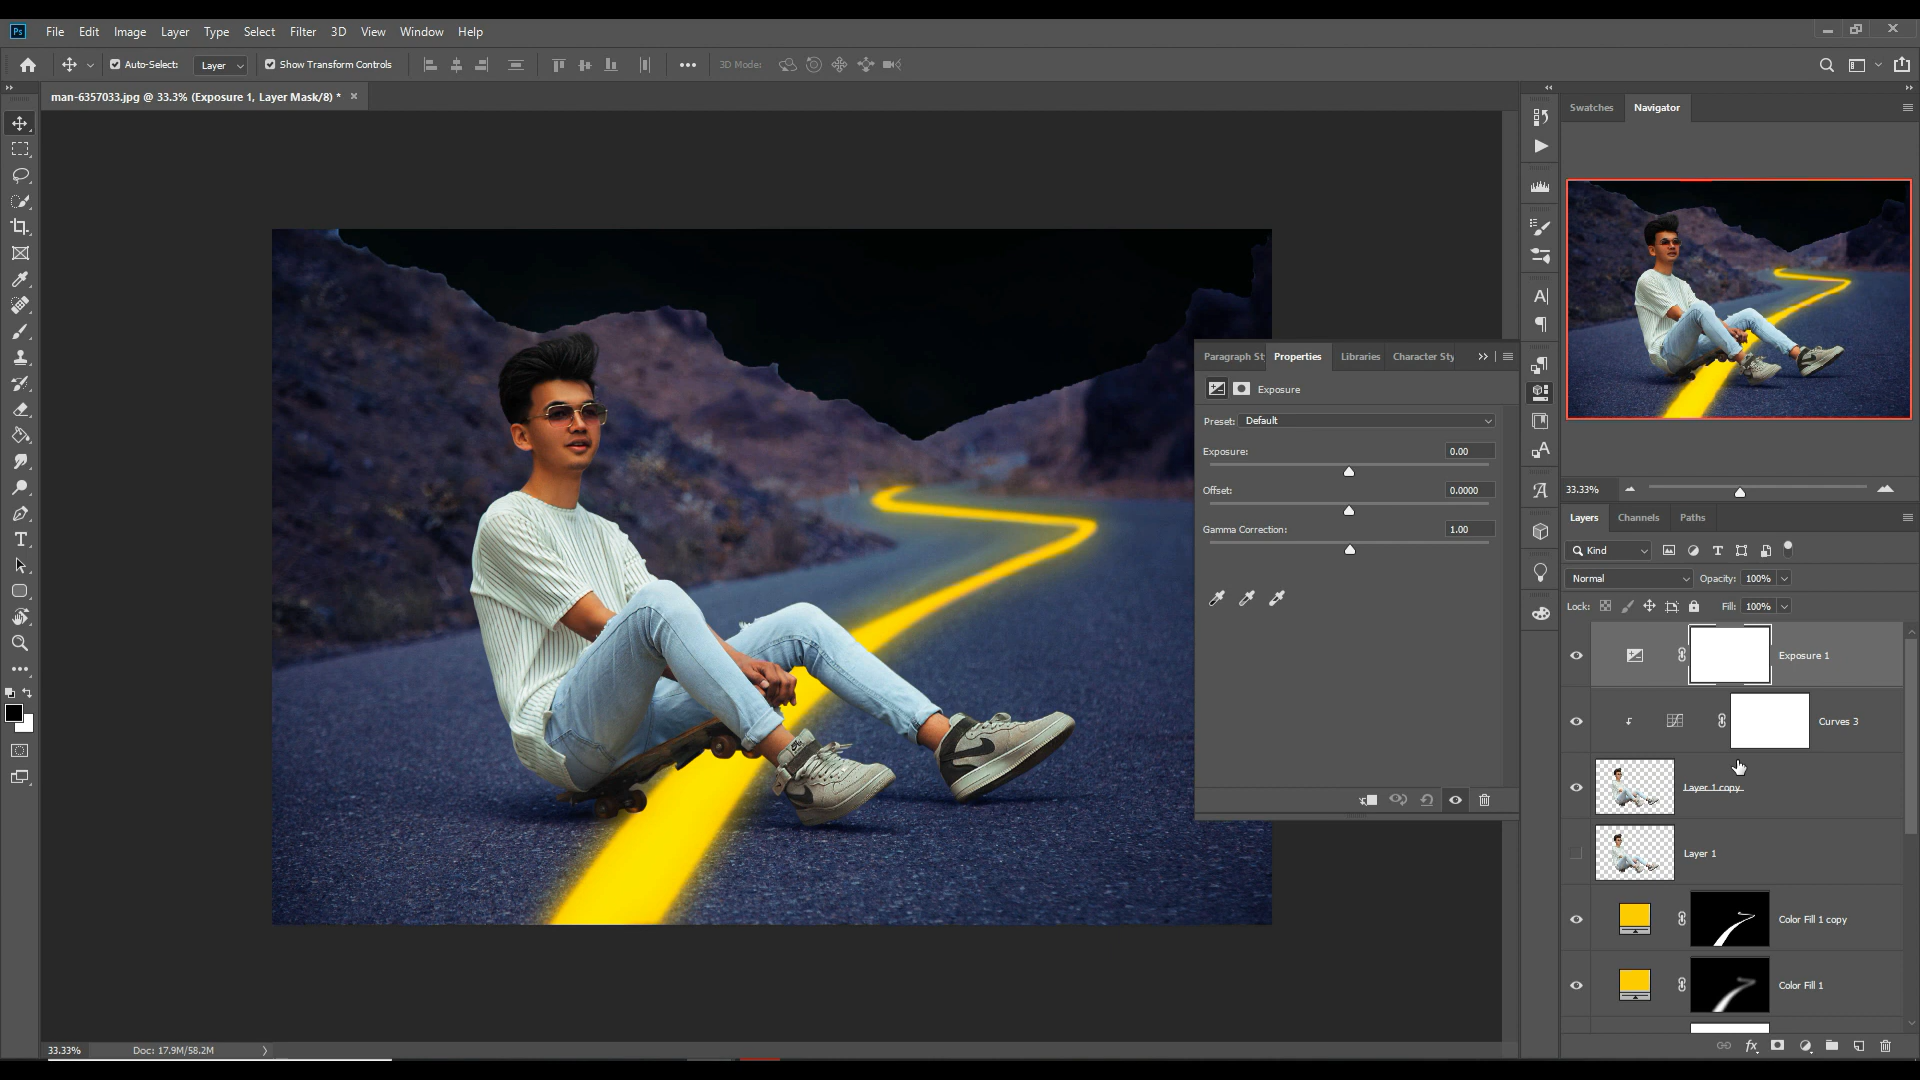 Ps File Edit Image Layer Type Select Filter 3D View Window Help
Auto-Select: Layer Show Transform Controls 3D Mode:
man-6357033.jpg @ 33.3% (Exposure 1, Layer Mask/8) *
Swatches Navigator
Paragraph St Properties Libraries Character Sty
Exposure
Preset: Default
Exposure: 0.00
Offset: 0.0000
Gamma Correction: 1.00
33.33%
Layers Channels Paths
Kind
Normal Opacity: 100%
Lock: Fill: 100%
Exposure 1
Curves 3
Layer 1 copy
Layer 1
Color Fill 1 copy
Color Fill 1
33.33% Doc: 17.9M/58.2M